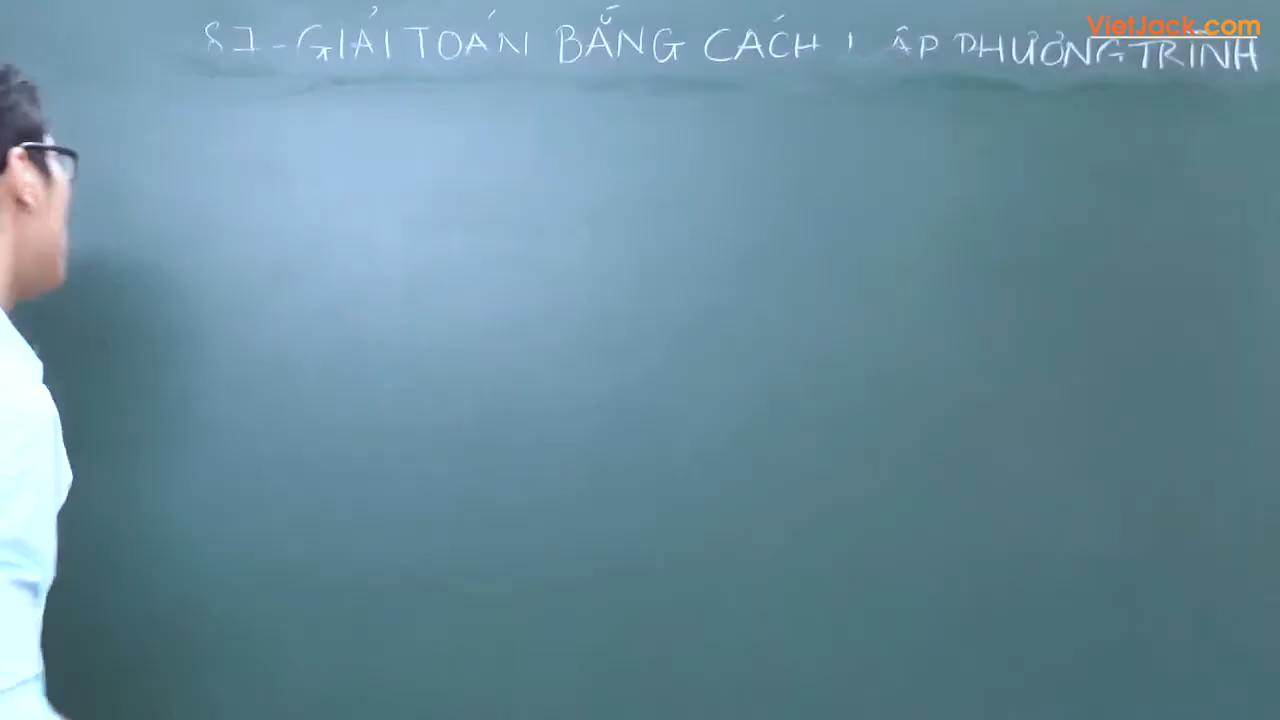 VietJack.com
§7 - GIẢI TOÁN BẰNG CÁCH LẬP PHƯƠNG TRÌNH